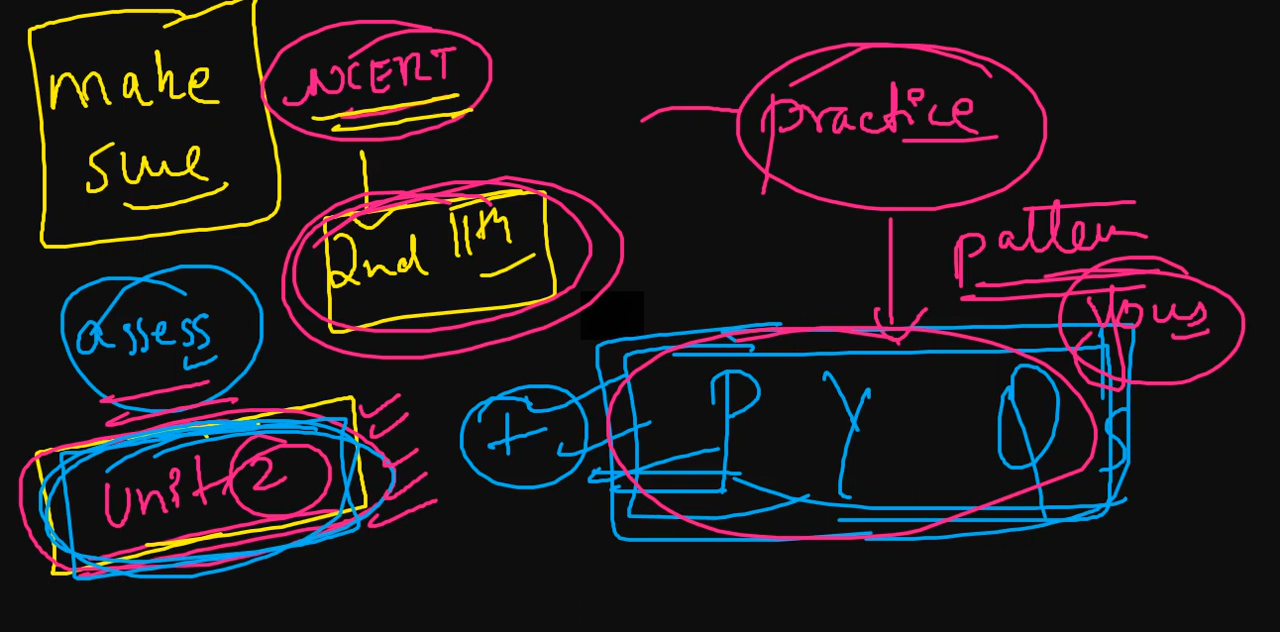 make
sure
NCERT
2nd 11th
assess
unit 2
practice
pattern
+
PYQs